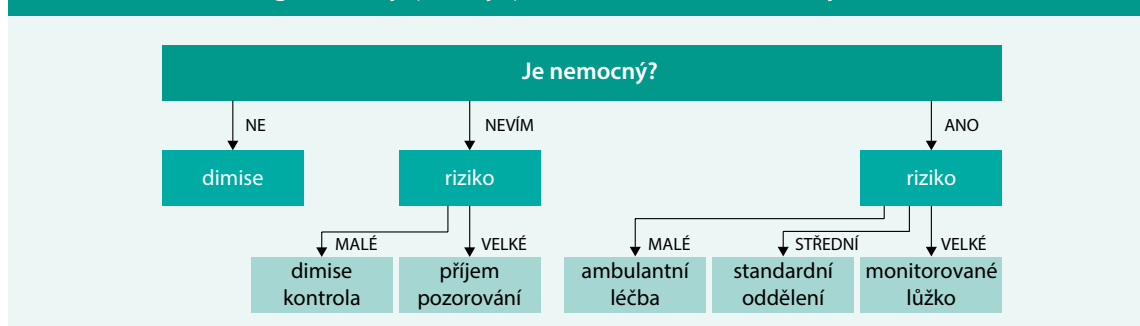 Je nemocný?
NE
NEVÍM
ANO
dimise
riziko
riziko
MALÉ
VELKÉ
MALÉ
STŘEDNÍ
VELKÉ
dimise
kontrola
příjem
pozorování
ambulantní
léčba
standardní
oddělení
monitorované
lůžko